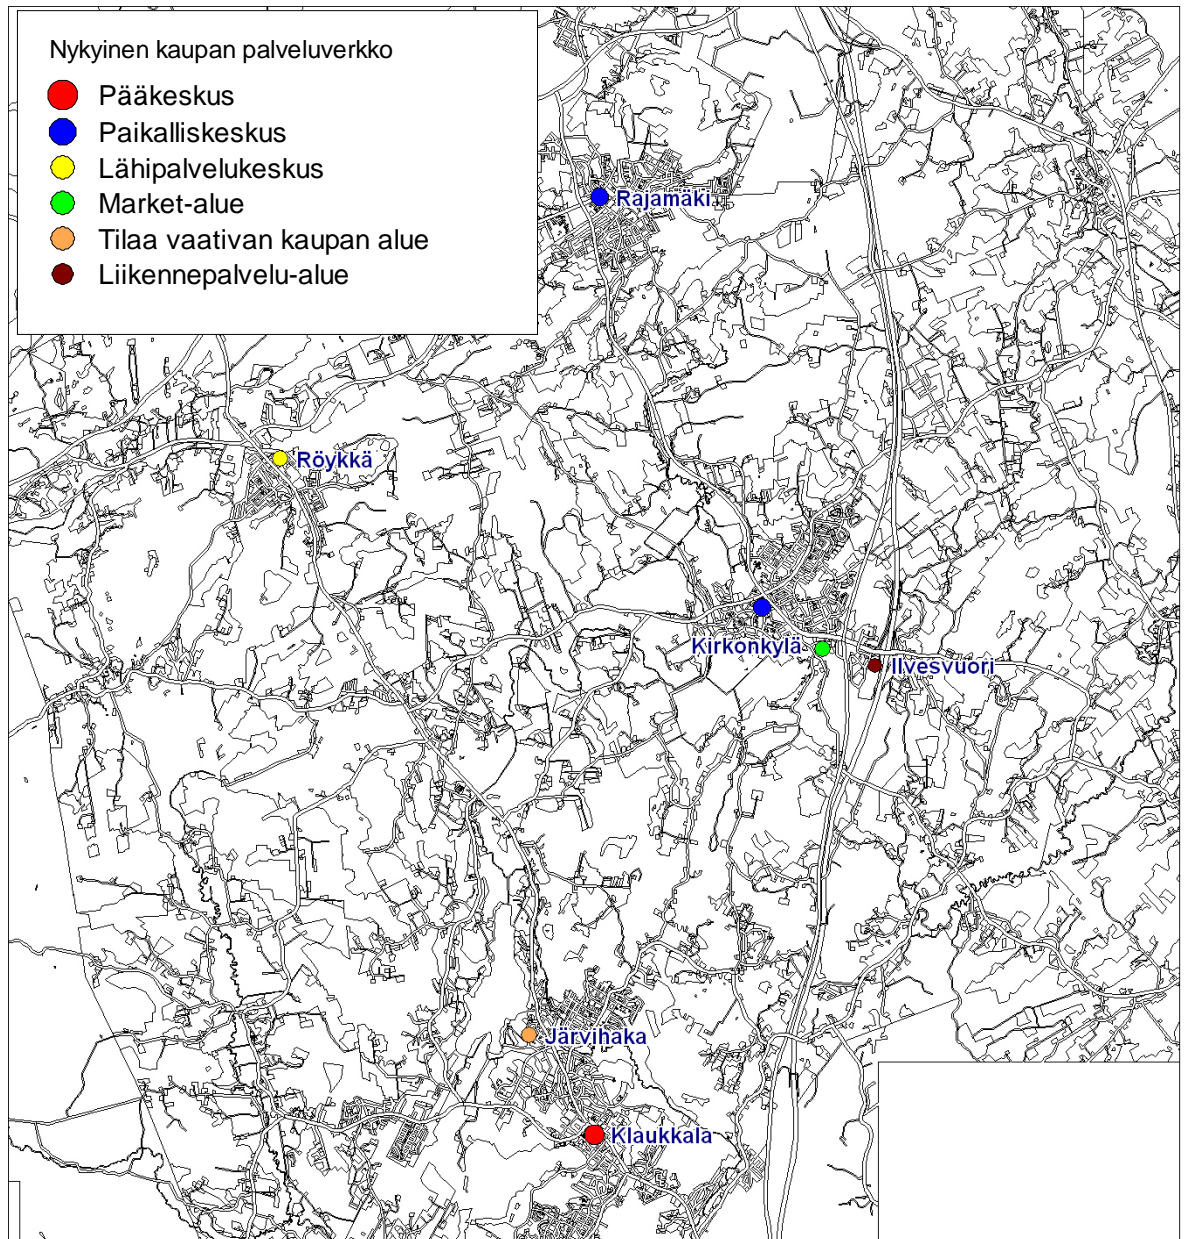 Nykyinen kaupan palveluverkko
Pääkeskus
Paikalliskeskus
Lähipalvelukeskus
Market-alue
Tilaa vaativan kaupan alue
Liikennepalvelu-alue
Rajamäki
Röykkä
Kirkonkylä
Ilvesvuori
Järvihaka
Klaukkala